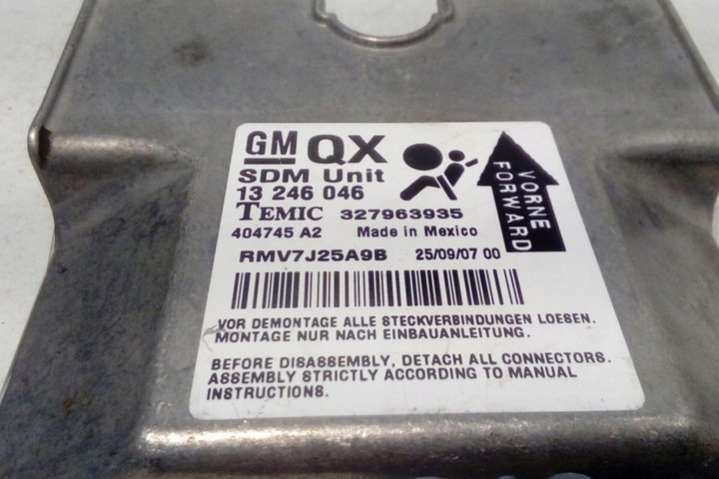 GM QX
SDM Unit
13 246 046
TEMIC 327963935
404745 A2 Made in Mexico
RMV7J25A9B 25/09/07 00
VORNE
FORWARD
VOR DEMONTAGE ALLE STECKVERBINDUNGEN LOESEN.
MONTAGE NUR NACH EINBAUANLEITUNG.
BEFORE DISASSEMBLY, DETACH ALL CONNECTORS.
ASSEMBLY STRICTLY ACCORDING TO MANUAL
INSTRUCTIONS.